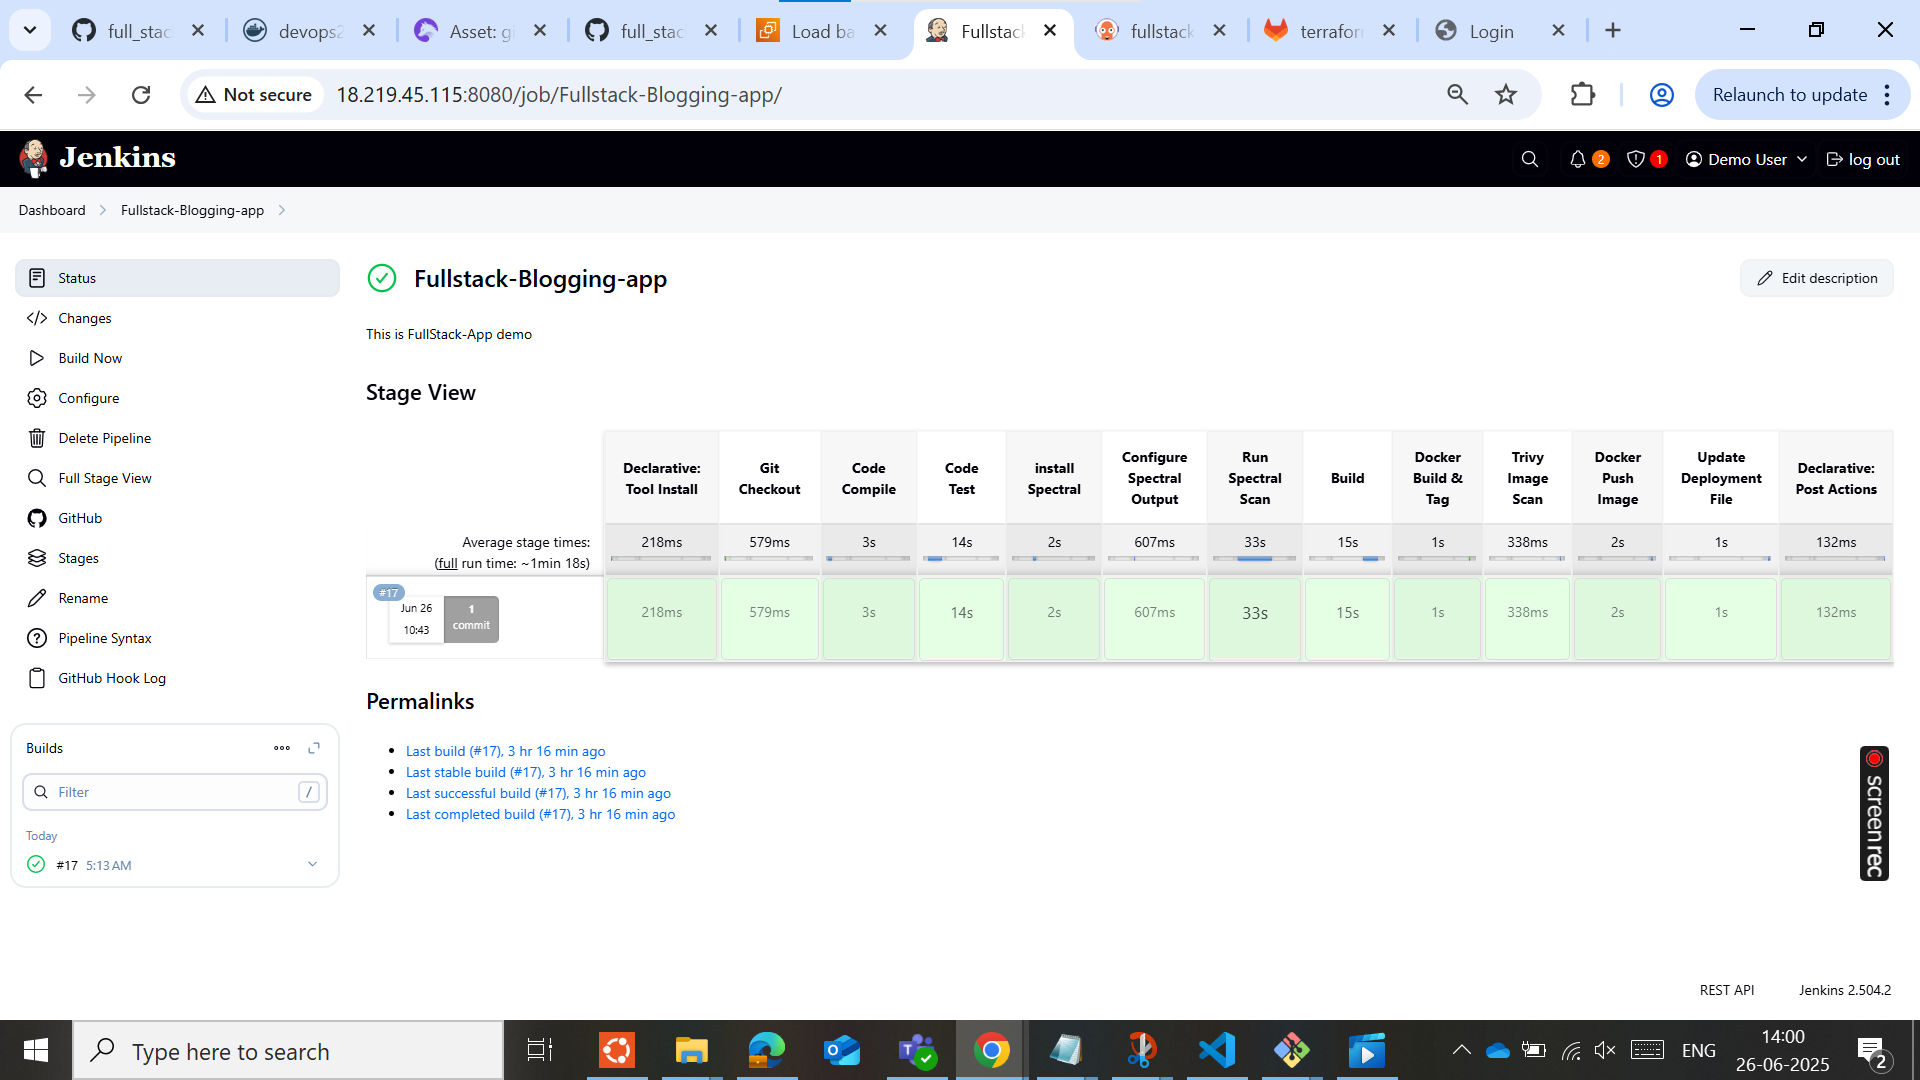 full_stac
devops2
Asset: gi
full_stac
Load ba
Fullstack
fullstack
terraform
Login
Not secure
18.219.45.115:8080/job/Fullstack-Blogging-app/
Relaunch to update
Jenkins
2
1
Demo User
log out
Dashboard
Fullstack-Blogging-app
Status
Changes
Build Now
Configure
Delete Pipeline
Full Stage View
GitHub
Stages
Rename
Pipeline Syntax
GitHub Hook Log
Builds
Filter
/
Today
#17 5:13 AM
Fullstack-Blogging-app
Edit description
This is FullStack-App demo
Stage View
Declarative: Tool Install
Git Checkout
Code Compile
Code Test
install Spectral
Configure Spectral Output
Run Spectral Scan
Build
Docker Build & Tag
Trivy Image Scan
Docker Push Image
Update Deployment File
Declarative: Post Actions
Average stage times:
(full run time: ~1min 18s)
218ms 579ms 3s 14s 2s 607ms 33s 15s 1s 338ms 2s 1s 132ms
#17
Jun 26
10:43
1
commit
218ms 579ms 3s 14s 2s 607ms 33s 15s 1s 338ms 2s 1s 132ms
Permalinks
Last build (#17), 3 hr 16 min ago
Last stable build (#17), 3 hr 16 min ago
Last successful build (#17), 3 hr 16 min ago
Last completed build (#17), 3 hr 16 min ago
screenrec
REST API
Jenkins 2.504.2
Type here to search
ENG
14:00
26-06-2025
2